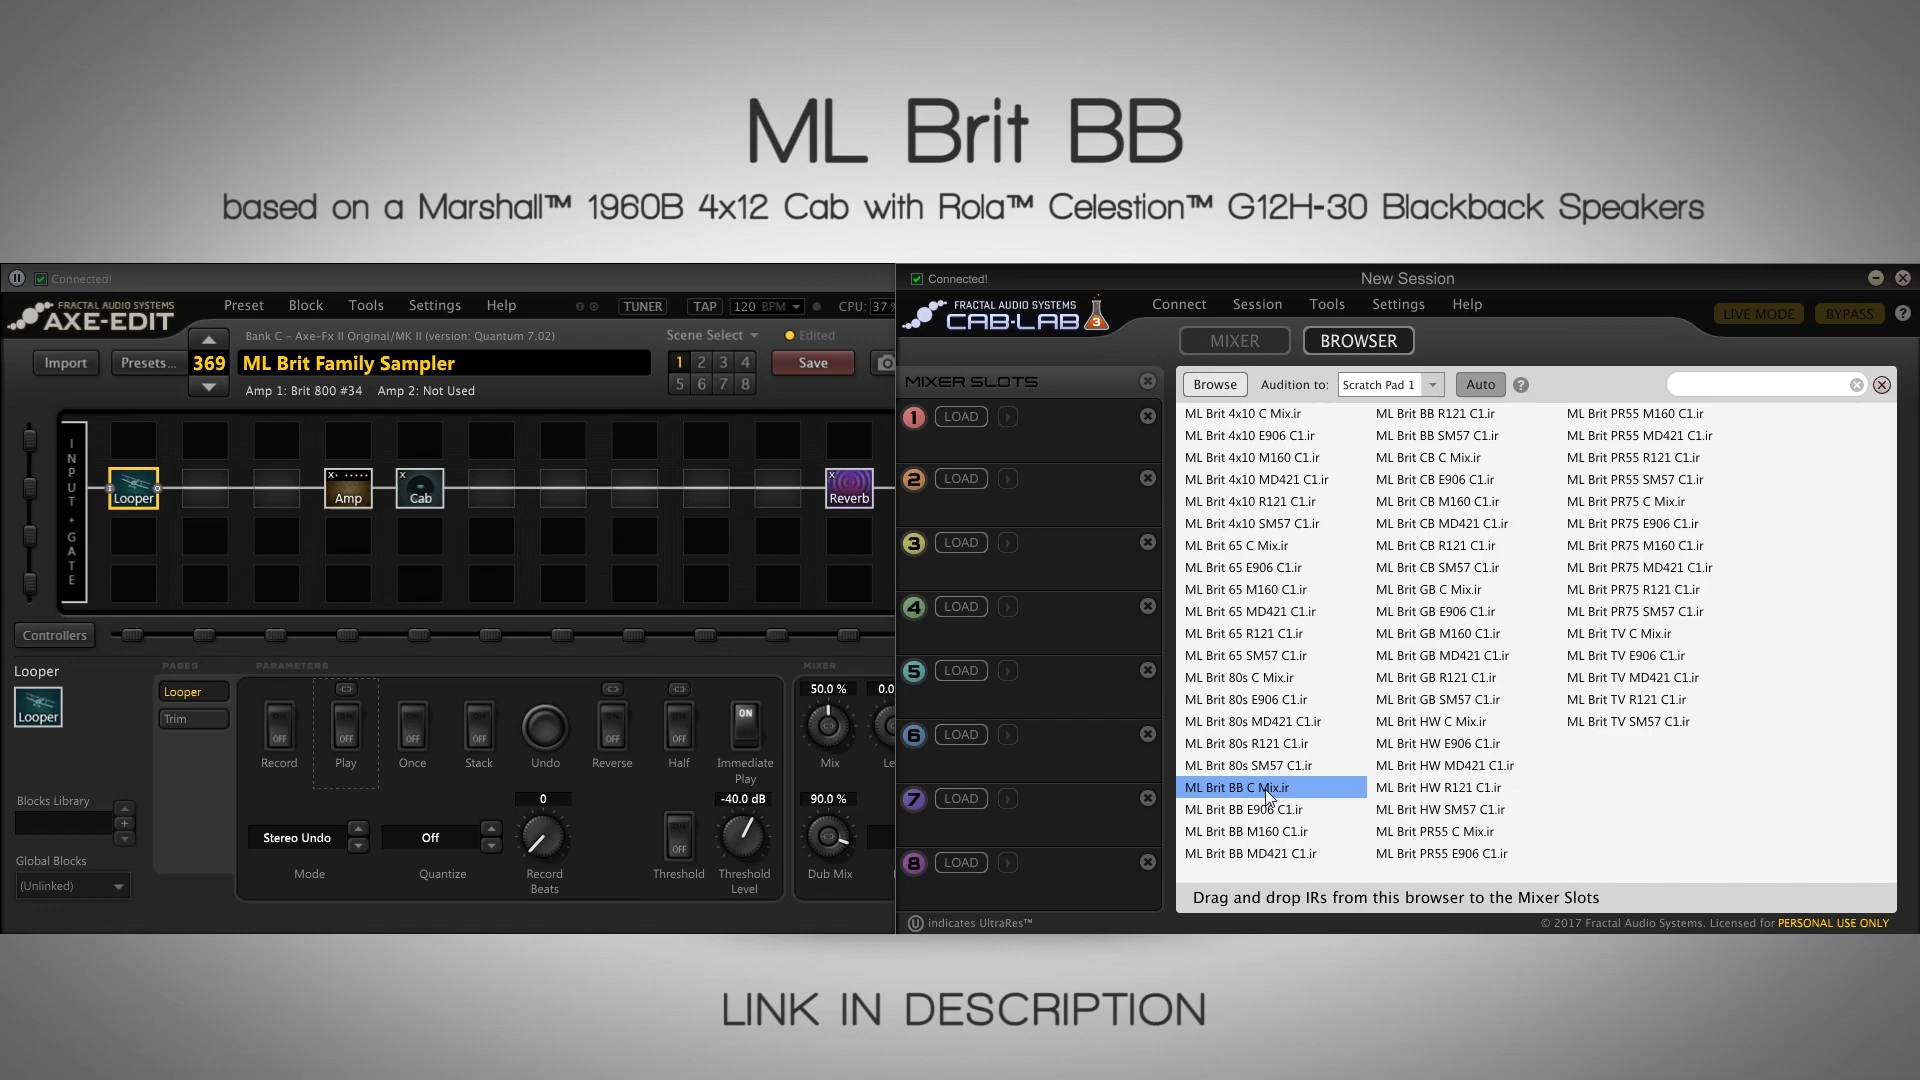 ML Brit BB
based on a Marshall™ 1960B 4x12 Cab with Rola™ Celestion™ G12H-30 Blackback Speakers
Connected!
FRACTAL AUDIO SYSTEMS
AXE-EDIT
Preset Block Tools Settings Help
TUNER TAP 120 BPM CPU: 37 %
Bank C – Axe-Fx II Original/MK II (version: Quantum 7.02)
Scene Select Edited
Import Presets... 369 ML Brit Family Sampler
1 2 3 4
Save
Amp 1: Brit 800 #34 Amp 2: Not Used
5 6 7 8
INPUT + GATE
Looper Amp Cab Reverb
Controllers
Looper
Looper
PAGES
Looper
Trim
PARAMETERS
MIXER
50.0 % 0.0
ON OFF
Record Play Once Stack Undo Reverse Half Immediate Play Mix Le
0 -40.0 dB 90.0 %
Stereo Undo Off
Mode Quantize Record Beats Threshold Threshold Level Dub Mix
Blocks Library
Global Blocks
(Unlinked)
Connected!
New Session
FRACTAL AUDIO SYSTEMS
CAB-LAB 3
Connect Session Tools Settings Help
LIVE MODE BYPASS ?
MIXER BROWSER
MIXER SLOTS
1 LOAD
2 LOAD
3 LOAD
4 LOAD
5 LOAD
6 LOAD
7 LOAD
8 LOAD
Browse Audition to: Scratch Pad 1 Auto ?
ML Brit 4x10 C Mix.ir
ML Brit 4x10 E906 C1.ir
ML Brit 4x10 M160 C1.ir
ML Brit 4x10 MD421 C1.ir
ML Brit 4x10 R121 C1.ir
ML Brit 4x10 SM57 C1.ir
ML Brit 65 C Mix.ir
ML Brit 65 E906 C1.ir
ML Brit 65 M160 C1.ir
ML Brit 65 MD421 C1.ir
ML Brit 65 R121 C1.ir
ML Brit 65 SM57 C1.ir
ML Brit 80s C Mix.ir
ML Brit 80s E906 C1.ir
ML Brit 80s MD421 C1.ir
ML Brit 80s R121 C1.ir
ML Brit 80s SM57 C1.ir
ML Brit BB C Mix.ir
ML Brit BB E906 C1.ir
ML Brit BB M160 C1.ir
ML Brit BB MD421 C1.ir
ML Brit BB R121 C1.ir
ML Brit BB SM57 C1.ir
ML Brit CB C Mix.ir
ML Brit CB E906 C1.ir
ML Brit CB M160 C1.ir
ML Brit CB MD421 C1.ir
ML Brit CB R121 C1.ir
ML Brit CB SM57 C1.ir
ML Brit GB C Mix.ir
ML Brit GB E906 C1.ir
ML Brit GB M160 C1.ir
ML Brit GB MD421 C1.ir
ML Brit GB R121 C1.ir
ML Brit GB SM57 C1.ir
ML Brit HW C Mix.ir
ML Brit HW E906 C1.ir
ML Brit HW MD421 C1.ir
ML Brit HW R121 C1.ir
ML Brit HW SM57 C1.ir
ML Brit PR55 C Mix.ir
ML Brit PR55 E906 C1.ir
ML Brit PR55 M160 C1.ir
ML Brit PR55 MD421 C1.ir
ML Brit PR55 R121 C1.ir
ML Brit PR55 SM57 C1.ir
ML Brit PR75 C Mix.ir
ML Brit PR75 E906 C1.ir
ML Brit PR75 M160 C1.ir
ML Brit PR75 MD421 C1.ir
ML Brit PR75 R121 C1.ir
ML Brit PR75 SM57 C1.ir
ML Brit TV C Mix.ir
ML Brit TV E906 C1.ir
ML Brit TV MD421 C1.ir
ML Brit TV R121 C1.ir
ML Brit TV SM57 C1.ir
Drag and drop IRs from this browser to the Mixer Slots
U indicates UltraRes™
© 2017 Fractal Audio Systems. Licensed for PERSONAL USE ONLY
LINK IN DESCRIPTION